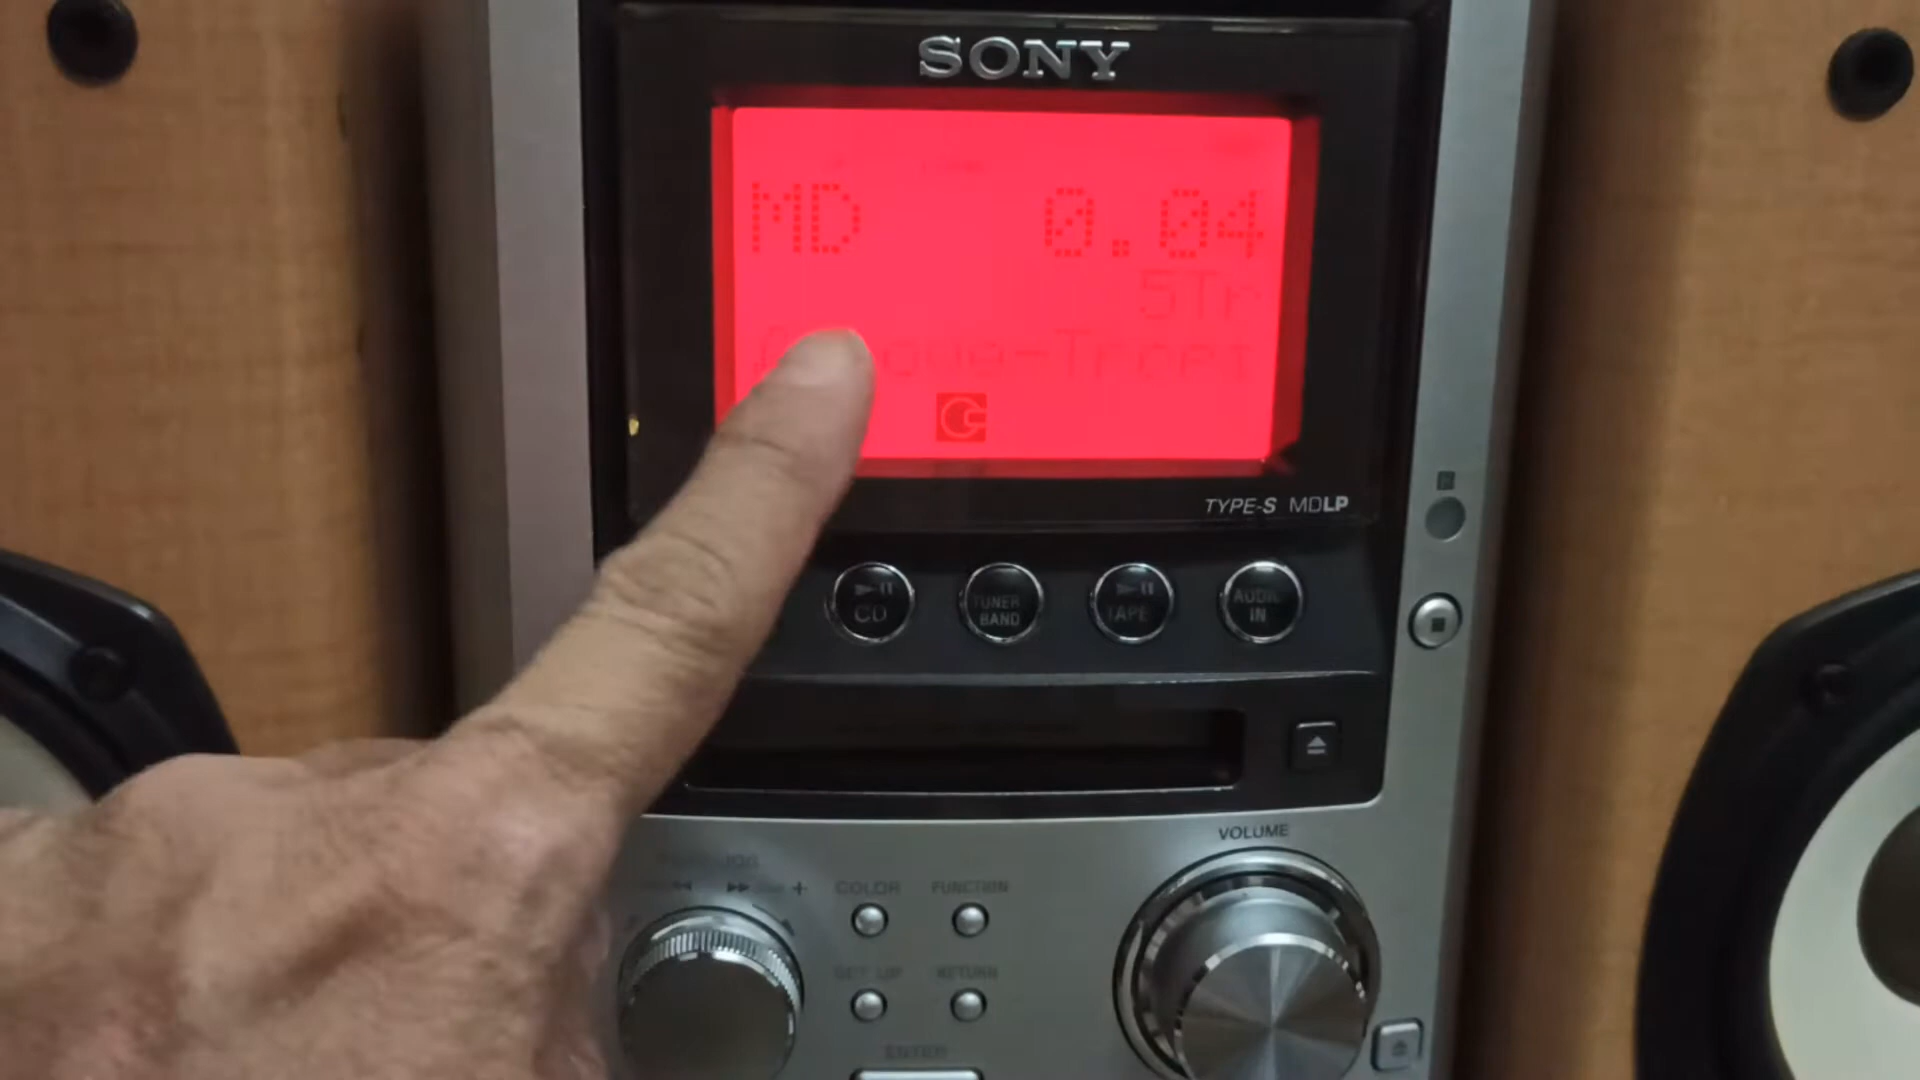 SONY
MD 0.04
5Tr
TYPE-S MDLP
CD
TUNER BAND
TAPE
AUDIO IN
VOLUME
COLOR FUNCTION
SET UP RETURN
ENTER